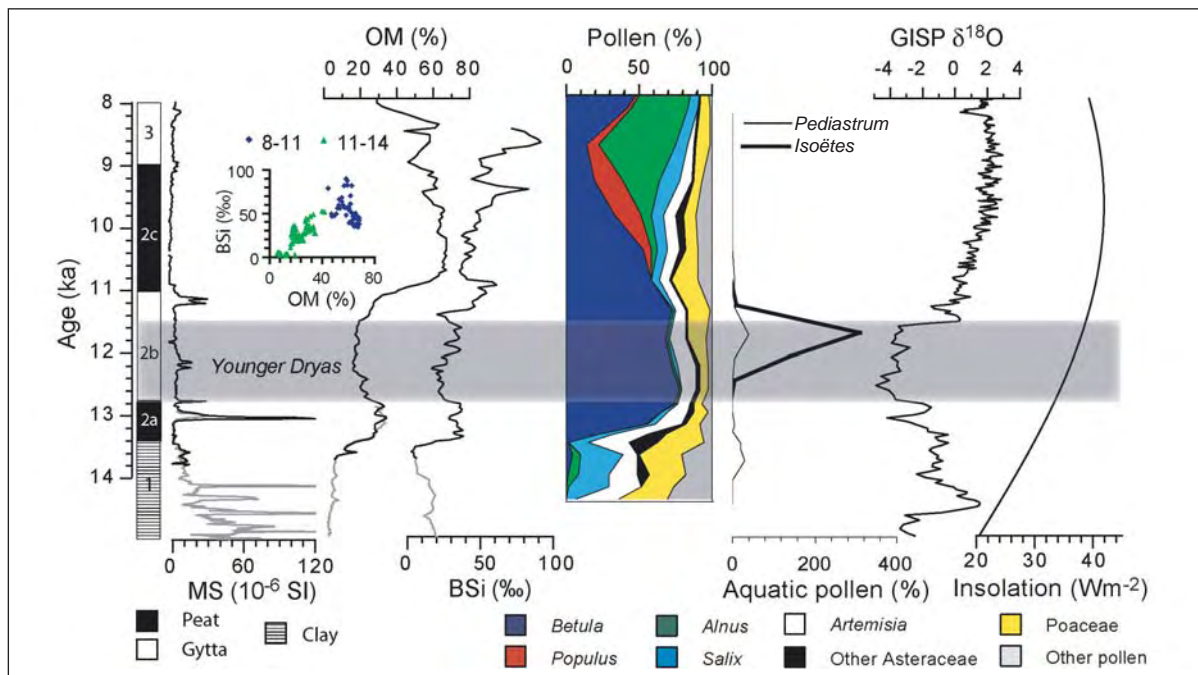 OM (%)
0 20 40 60 80
Pollen (%)
0 50 100
GISP δ18O
-4 -2 0 2 4
Pediastrum
Isoëtes
8-11 11-14
100
50
0
BSi (‰)
0 40 80
OM (%)
Age (ka)
8
9
10
11
12
13
14
3
2c
2b
2a
1
Younger Dryas
0 60 120
MS (10-6 SI)
0 50 100
BSi (‰)
0 200 400
Aquatic pollen (%)
20 30 40
Insolation (Wm-2)
Peat
Gytta
Clay
Betula
Populus
Alnus
Salix
Artemisia
Other Asteraceae
Poaceae
Other pollen